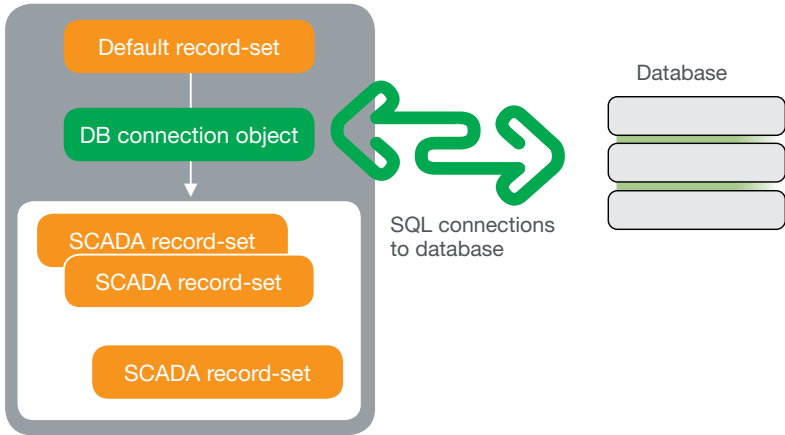 Default record-set
DB connection object
SCADA record-set
SCADA record-set
SCADA record-set
SQL connections
to database
Database